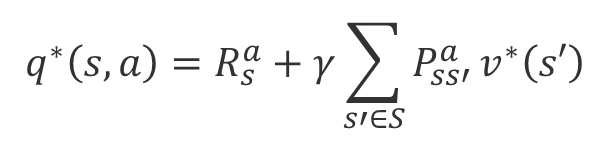 q*(s, a) = R_s^a + γ ∑_{s′∈S} P_{ss′}^a v*(s′)